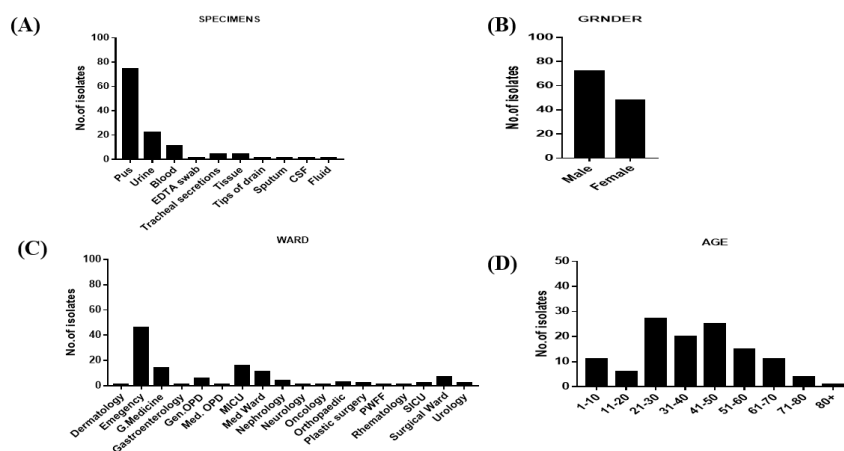 (A)
SPECIMENS
No.of isolates
100
80
60
40
20
0
Pus
Urine
Blood
EDTA swab
Tracheal secretions
Tissue
Tips of drain
Sputum
CSF
Fluid
(B)
GRNDER
No.of isolates
100
80
60
40
20
0
Male
Female
(C)
WARD
No.of isolates
100
80
60
40
20
0
Dermatology
Emegency
G.Medicine
Gastroenterology
Gen.OPD
Med. OPD
MICU
Med Ward
Nephrology
Neurology
Oncology
Orthopaedic
Plastic surgery
PWFF
Rhematology
SICU
Surgical Ward
Urology
(D)
AGE
No.of isolates
50
40
30
20
10
0
1-10
11-20
21-30
31-40
41-50
51-60
61-70
71-80
80+